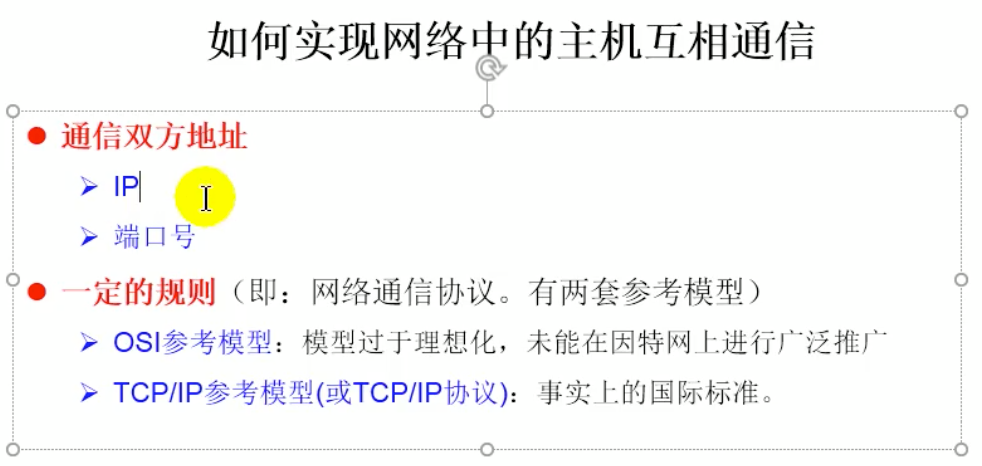 如何实现网络中的主机互相通信
通信双方地址
IP
端口号
一定的规则（即：网络通信协议。有两套参考模型）
OSI参考模型：模型过于理想化，未能在因特网上进行广泛推广
TCP/IP参考模型(或TCP/IP协议)：事实上的国际标准。